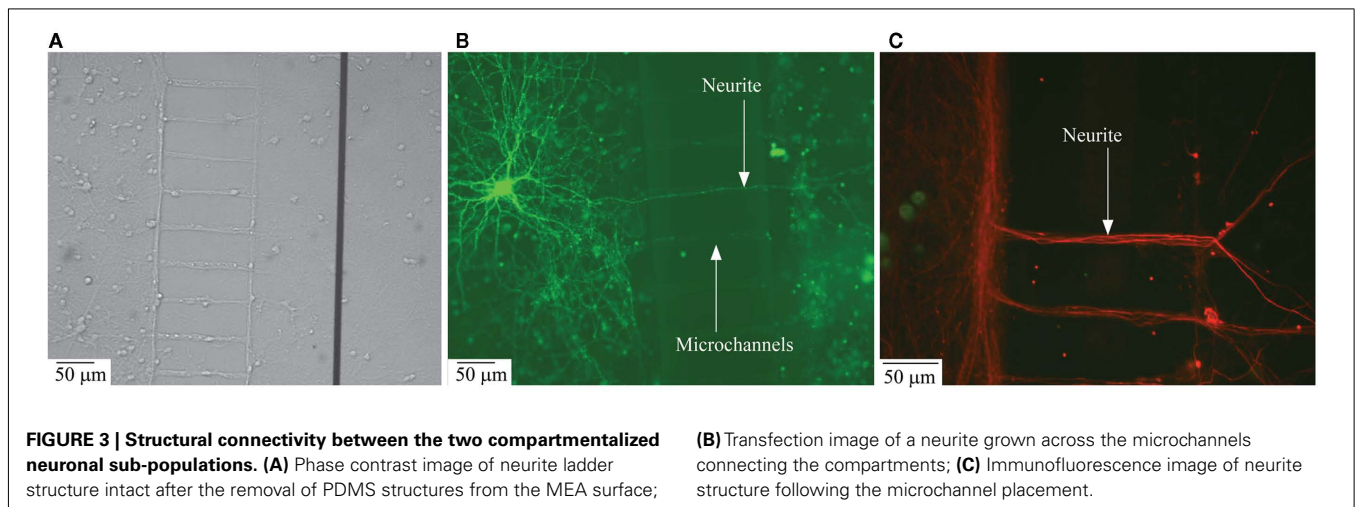 A
B
C
Neurite
Neurite
Microchannels
50 µm
50 µm
50 µm
FIGURE 3 | Structural connectivity between the two compartmentalized
neuronal sub-populations. (A) Phase contrast image of neurite ladder
structure intact after the removal of PDMS structures from the MEA surface;
(B) Transfection image of a neurite grown across the microchannels
connecting the compartments; (C) Immunofluorescence image of neurite
structure following the microchannel placement.